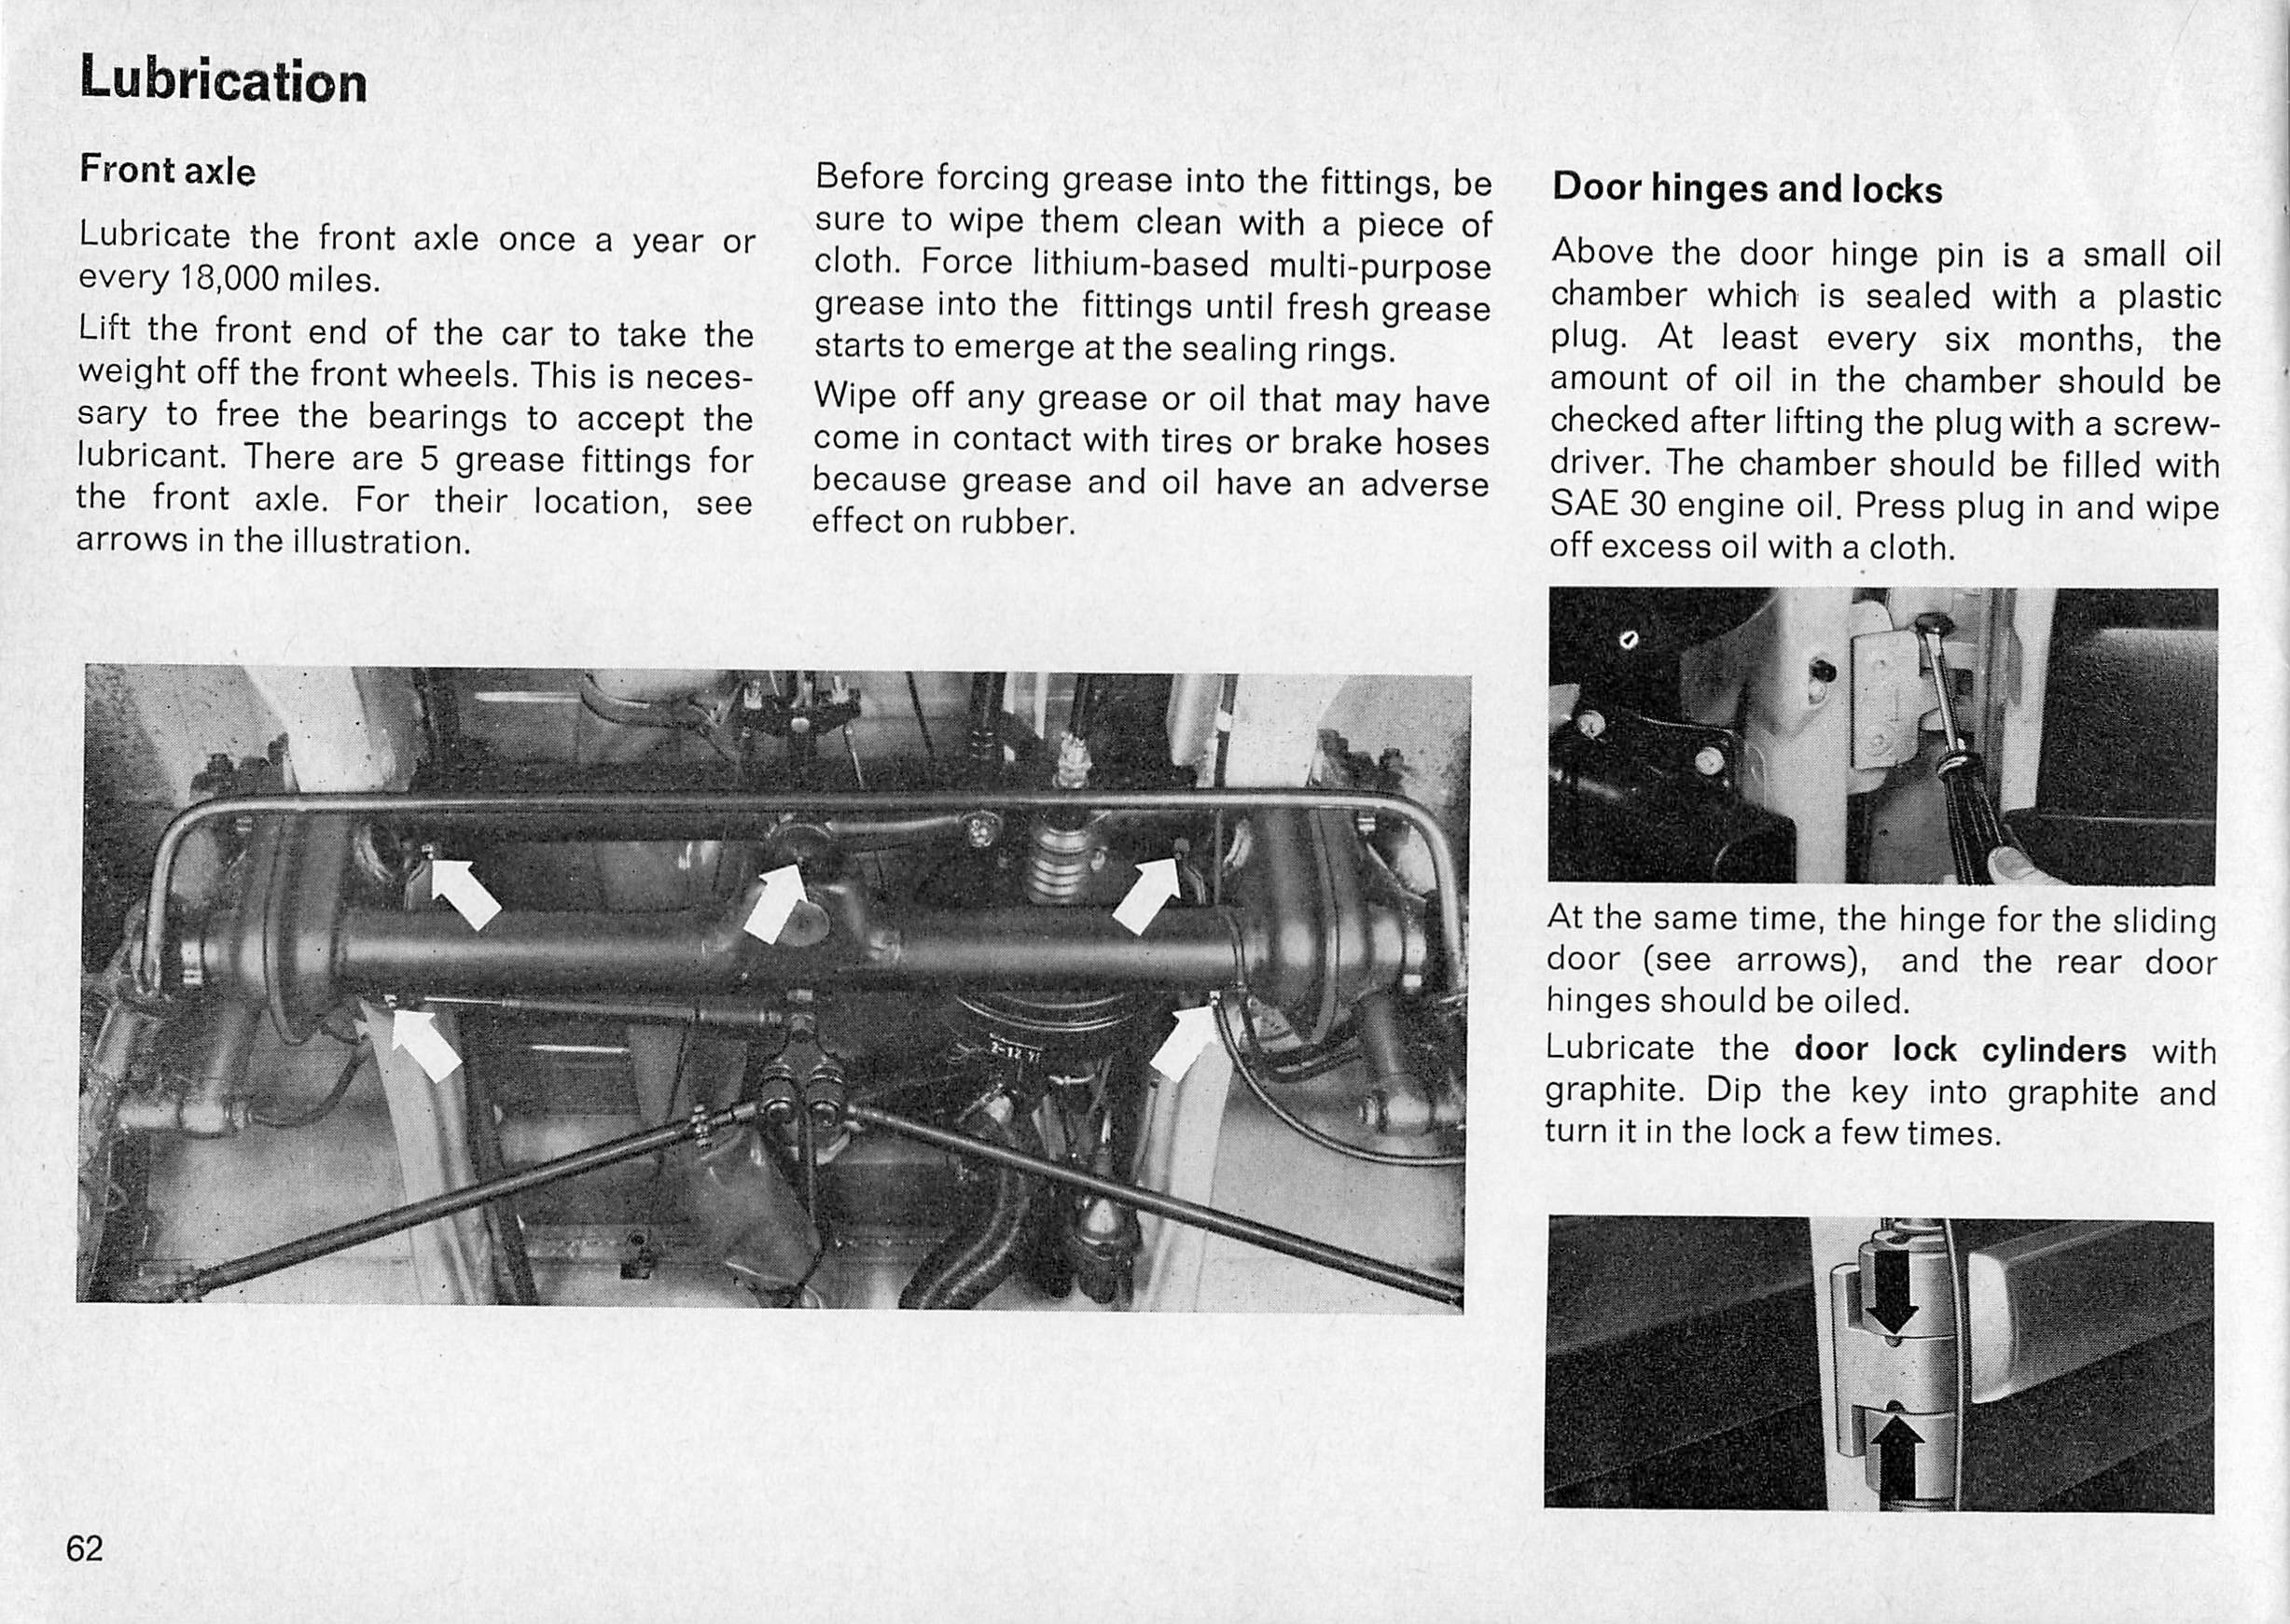 Lubrication
Front axle
Lubricate the front axle once a year or
every 18,000 miles.
Lift the front end of the car to take the
weight off the front wheels. This is neces-
sary to free the bearings to accept the
lubricant. There are 5 grease fittings for
the front axle. For their location, see
arrows in the illustration.
Before forcing grease into the fittings, be
sure to wipe them clean with a piece of
cloth. Force lithium-based multi-purpose
grease into the fittings until fresh grease
starts to emerge at the sealing rings.
Wipe off any grease or oil that may have
come in contact with tires or brake hoses
because grease and oil have an adverse
effect on rubber.
Door hinges and locks
Above the door hinge pin is a small oil
chamber which is sealed with a plastic
plug. At least every six months, the
amount of oil in the chamber should be
checked after lifting the plug with a screw-
driver. The chamber should be filled with
SAE 30 engine oil. Press plug in and wipe
off excess oil with a cloth.
At the same time, the hinge for the sliding
door (see arrows), and the rear door
hinges should be oiled.
Lubricate the door lock cylinders with
graphite. Dip the key into graphite and
turn it in the lock a few times.
62